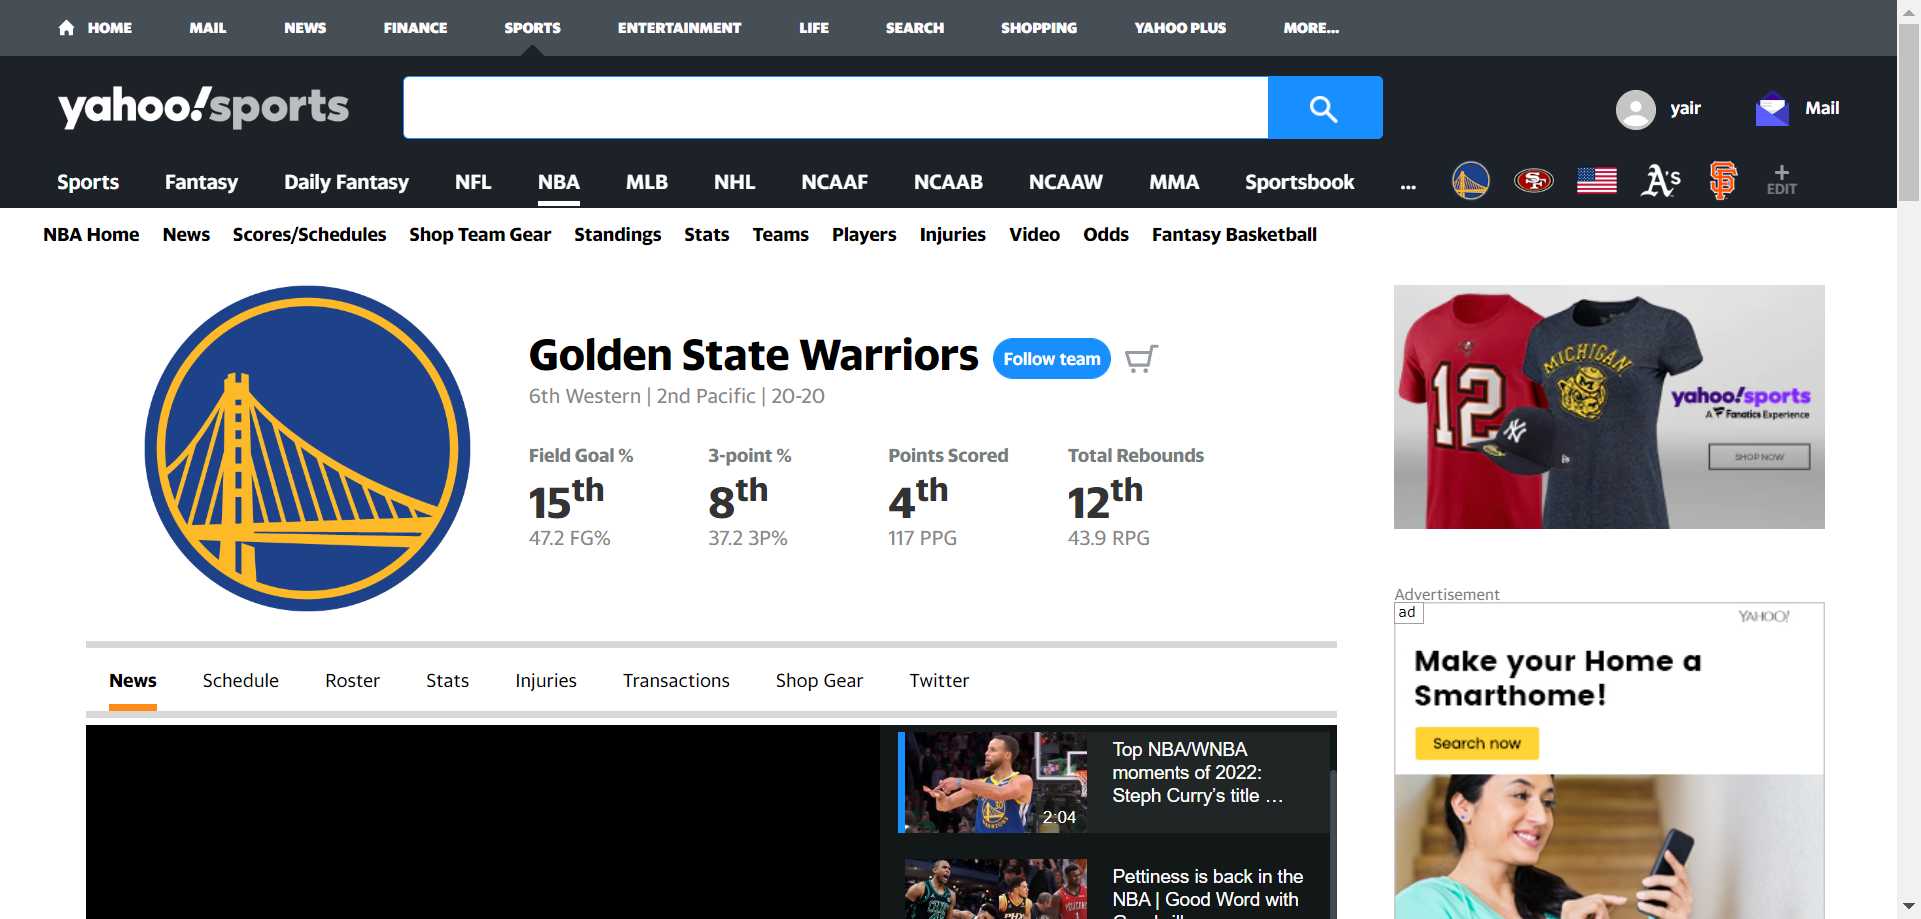 HOME MAIL NEWS FINANCE SPORTS ENTERTAINMENT LIFE SEARCH SHOPPING YAHOO PLUS MORE...
yahoo!sports
yair
Mail
Sports Fantasy Daily Fantasy NFL NBA MLB NHL NCAAF NCAAB NCAAW MMA Sportsbook ...
SF
A's
SF
+
EDIT
NBA Home News Scores/Schedules Shop Team Gear Standings Stats Teams Players Injuries Video Odds Fantasy Basketball
Golden State Warriors
Follow team
6th Western | 2nd Pacific | 20-20
Field Goal % 3-point % Points Scored Total Rebounds
15th 8th 4th 12th
47.2 FG% 37.2 3P% 117 PPG 43.9 RPG
12
MICHIGAN
NY
yahoo!sports
A Fanatics Experience
SHOP NOW
News Schedule Roster Stats Injuries Transactions Shop Gear Twitter
Top NBA/WNBA
moments of 2022:
Steph Curry's title ...
2:04
30
WARRIORS
Pettiness is back in the
NBA | Good Word with
Advertisement
ad
YAHOO!
Make your Home a
Smarthome!
Search now